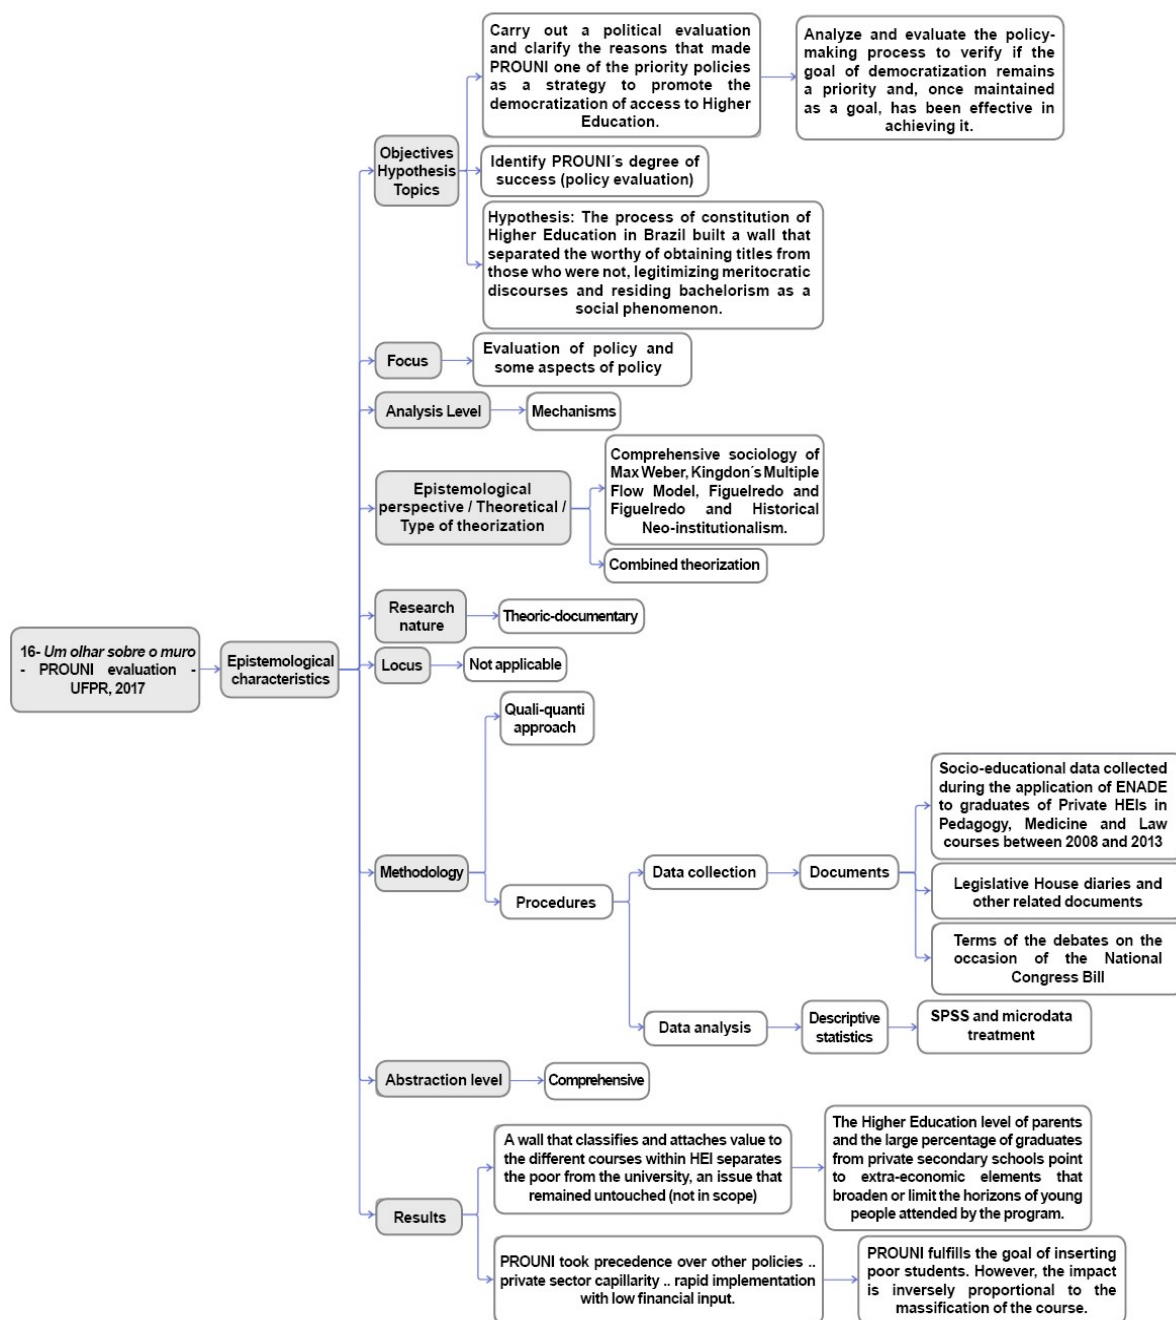 Carry out a political evaluation
and clarify the reasons that made
PROUNI one of the priority policies
as a strategy to promote the
democratization of access to Higher
Education.
Analyze and evaluate the policy-
making process to verify if the
goal of democratization remains
a priority and, once maintained
as a goal, has been effective in
achieving it.
Objectives
Hypothesis
Topics
Identify PROUNI´s degree of
success (policy evaluation)
Hypothesis: The process of constitution of
Higher Education in Brazil built a wall that
separated the worthy of obtaining titles from
those who were not, legitimizing meritocratic
discourses and residing bachelorism as a
social phenomenon.
Focus
Evaluation of policy and
some aspects of policy
Analysis Level
Mechanisms
Epistemological
perspective / Theoretical /
Type of theorization
Comprehensive sociology of
Max Weber, Kingdon´s Multiple
Flow Model, Figuelredo and
Figuelredo and Historical
Neo-institutionalism.
Combined theorization
Research
nature
Theoric-documentary
16- Um olhar sobre o muro
- PROUNI evaluation -
UFPR, 2017
Epistemological
characteristics
Locus
Not applicable
Methodology
Quali-quanti
approach
Procedures
Data collection
Documents
Socio-educational data collected
during the application of ENADE
to graduates of Private HEIs in
Pedagogy, Medicine and Law
courses between 2008 and 2013
Legislative House diaries and
other related documents
Terms of the debates on the
occasion of the National
Congress Bill
Data analysis
Descriptive
statistics
SPSS and microdata
treatment
Abstraction level
Comprehensive
Results
A wall that classifies and attaches value to
the different courses within HEI separates
the poor from the university, an issue that
remained untouched (not in scope)
The Higher Education level of parents
and the large percentage of graduates
from private secondary schools point
to extra-economic elements that
broaden or limit the horizons of young
people attended by the program.
PROUNI took precedence over other policies ..
private sector capillarity .. rapid implementation
with low financial input.
PROUNI fulfills the goal of inserting
poor students. However, the impact
is inversely proportional to the
massification of the course.